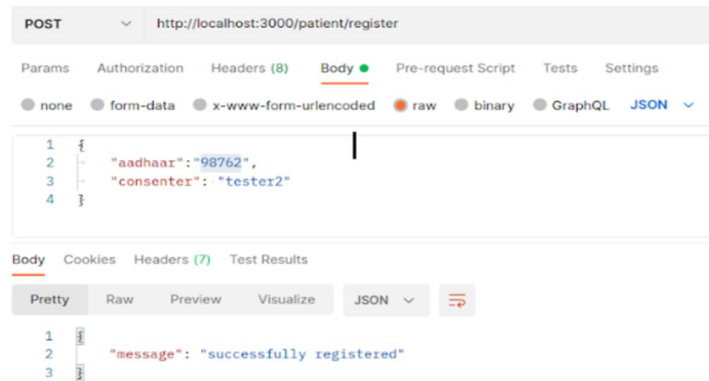 POST http://localhost:3000/patient/register
Params Authorization Headers (8) Body Pre-request Script Tests Settings
none form-data x-www-form-urlencoded raw binary GraphQL JSON
1 {
2 "aadhaar":"98762",
3 "consenter": "tester2"
4 }
Body Cookies Headers (7) Test Results
Pretty Raw Preview Visualize JSON
1 {
2 "message": "successfully registered"
3 }